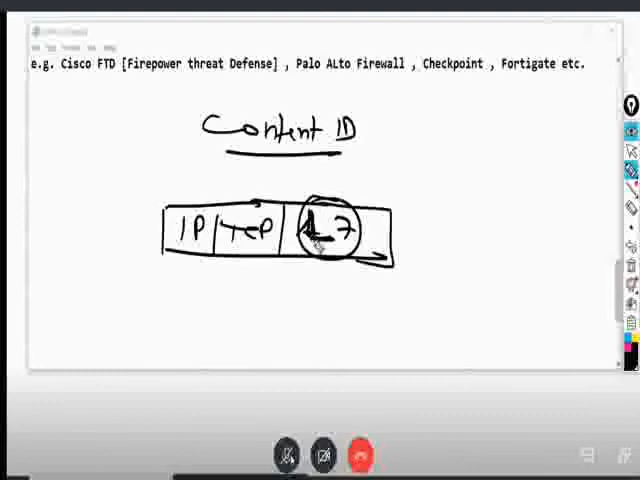 e.g. Cisco FTD [Firepower threat Defense] , Palo ALto Firewall , Checkpoint , Fortigate etc.
Content ID
IP TCP L7